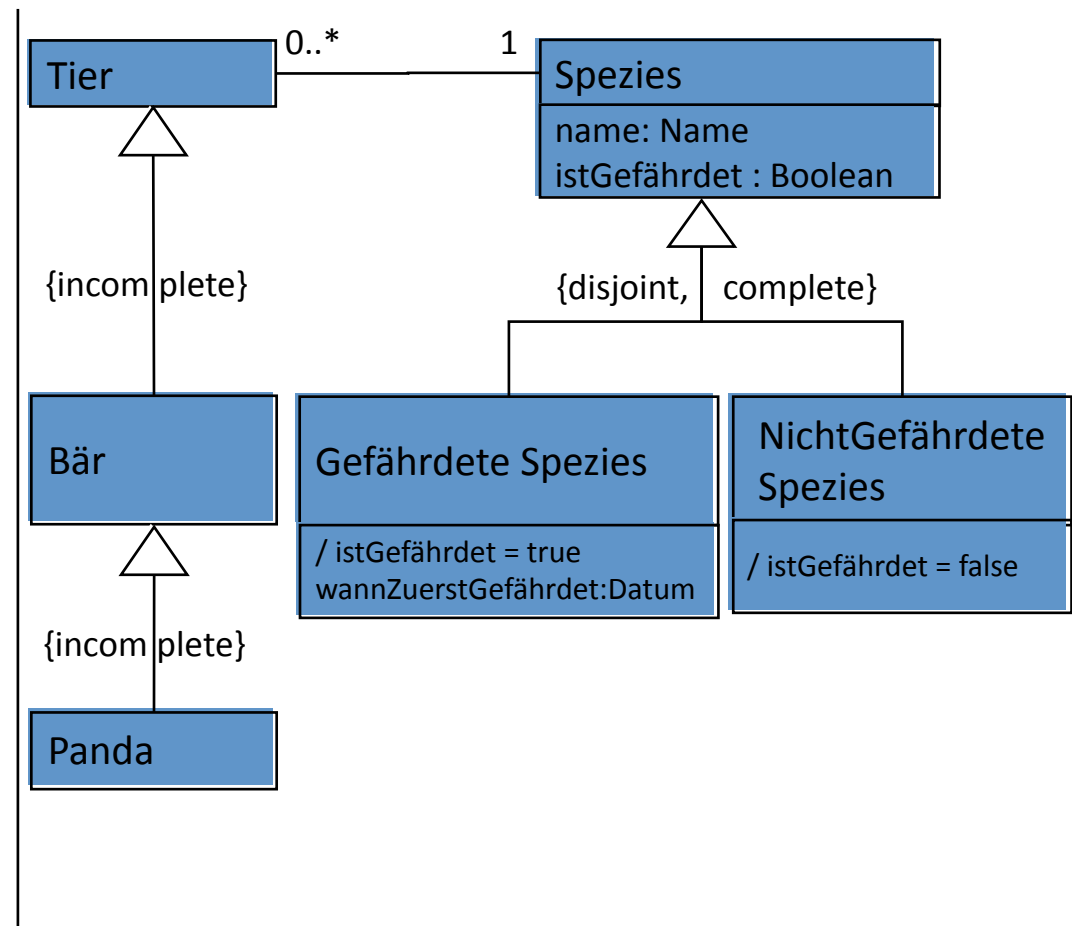 0..* 1
Tier
Spezies
name: Name
istGefährdet : Boolean
{incom plete}
{disjoint, complete}
Bär
Gefährdete Spezies
NichtGefährdete
Spezies
/ istGefährdet = true
wannZuerstGefährdet:Datum
/ istGefährdet = false
{incom plete}
Panda